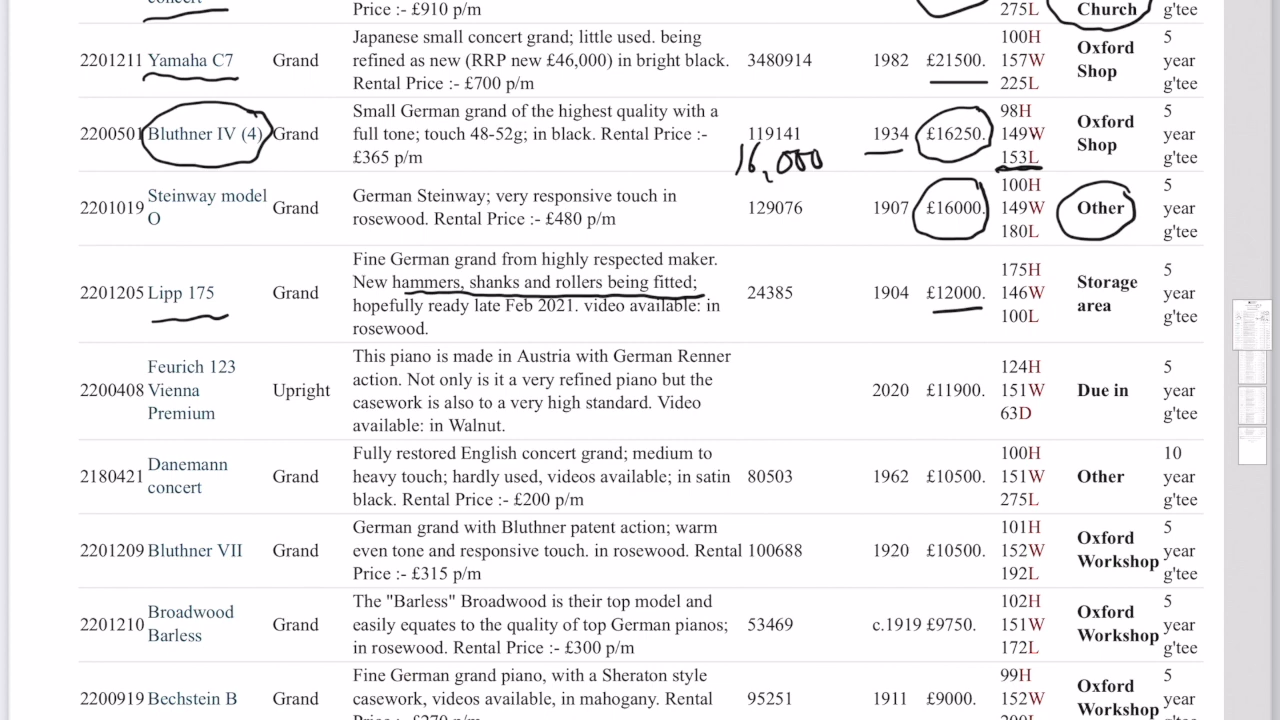 concert Price :- £910 p/m 275L Church g'tee
2201211 Yamaha C7 Grand Japanese small concert grand; little used. being refined as new (RRP new £46,000) in bright black. Rental Price :- £700 p/m 3480914 1982 £21500. 100H 157W 225L Oxford Shop 5 year g'tee
2200501 Bluthner IV (4) Grand Small German grand of the highest quality with a full tone; touch 48-52g; in black. Rental Price :- £365 p/m 119141 1934 £16250. 98H 149W 153L Oxford Shop 5 year g'tee
16,000
2201019 Steinway model O Grand German Steinway; very responsive touch in rosewood. Rental Price :- £480 p/m 129076 1907 £16000. 100H 149W 180L Other 5 year g'tee
2201205 Lipp 175 Grand Fine German grand from highly respected maker. New hammers, shanks and rollers being fitted; hopefully ready late Feb 2021. video available: in rosewood. 24385 1904 £12000. 175H 146W 100L Storage area 5 year g'tee
2200408 Feurich 123 Vienna Premium Upright This piano is made in Austria with German Renner action. Not only is it a very refined piano but the casework is also to a very high standard. Video available: in Walnut. 2020 £11900. 124H 151W 63D Due in 5 year g'tee
2180421 Danemann concert Grand Fully restored English concert grand; medium to heavy touch; hardly used, videos available; in satin black. Rental Price :- £200 p/m 80503 1962 £10500. 100H 151W 275L Other 10 year g'tee
2201209 Bluthner VII Grand German grand with Bluthner patent action; warm even tone and responsive touch. in rosewood. Rental Price :- £315 p/m 100688 1920 £10500. 101H 152W 192L Oxford Workshop 5 year g'tee
2201210 Broadwood Barless Grand The "Barless" Broadwood is their top model and easily equates to the quality of top German pianos; in rosewood. Rental Price :- £300 p/m 53469 c.1919 £9750. 102H 151W 172L Oxford Workshop 5 year g'tee
2200919 Bechstein B Grand Fine German grand piano, with a Sheraton style casework, videos available, in mahogany. Rental Price :- £270 p/m 95251 1911 £9000. 99H 152W 200L Oxford Workshop 5 year g'tee